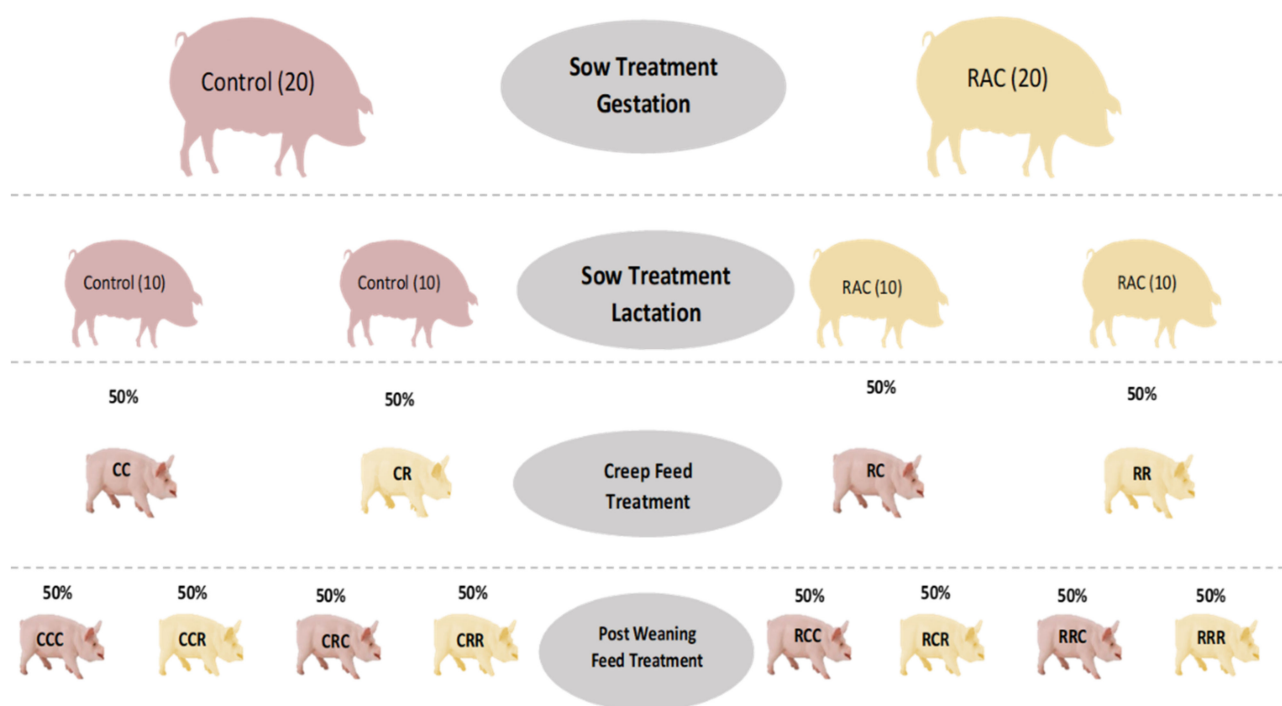 Control (20)
Sow Treatment
Gestation
RAC (20)
Control (10)
Control (10)
Sow Treatment
Lactation
RAC (10)
RAC (10)
50%
50%
50%
50%
CC
CR
Creep Feed
Treatment
RC
RR
50%
50%
50%
50%
50%
50%
50%
50%
CCC
CCR
CRC
CRR
Post Weaning
Feed Treatment
RCC
RCR
RRC
RRR